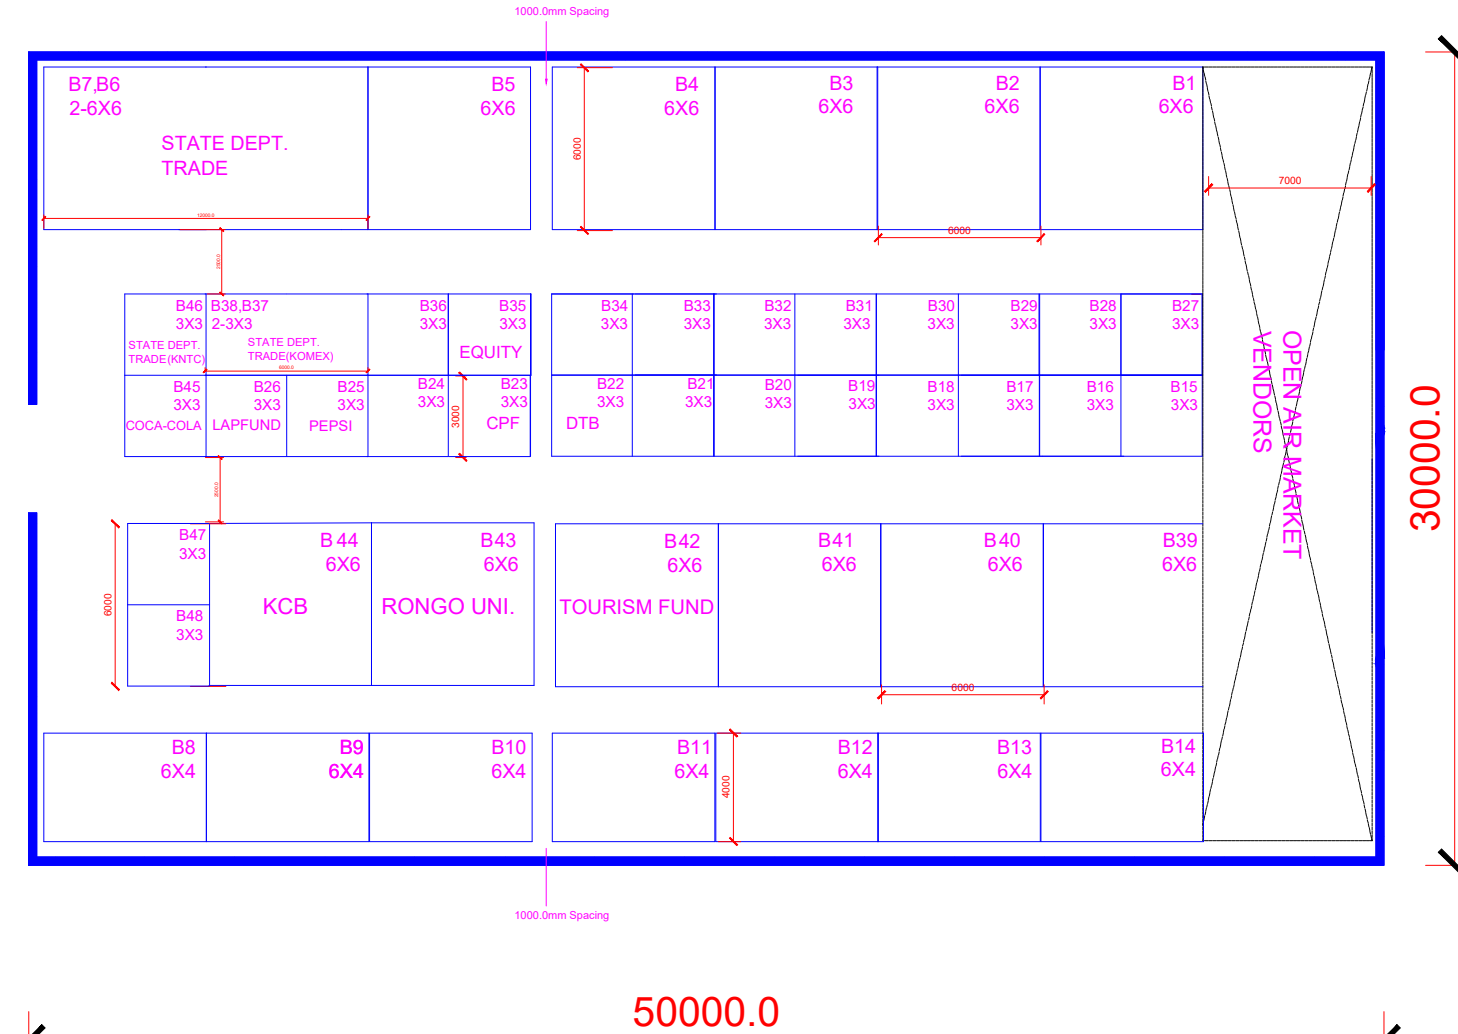 1000.0mm Spacing
B7,B6
2-6X6
STATE DEPT.
TRADE
12000.0
B5
6X6
6000
B4
6X6
B3
6X6
6000
B2
6X6
B1
6X6
7000
B46
3X3
STATE DEPT.
TRADE(KNTC)
B38,B37
2-3X3
STATE DEPT.
TRADE(KOMEX)
6000.0
B36
3X3
B35
3X3
EQUITY
B34
3X3
B33
3X3
B32
3X3
B31
3X3
B30
3X3
B29
3X3
B28
3X3
B27
3X3
B45
3X3
COCA-COLA
B26
3X3
LAPFUND
B25
3X3
PEPSI
B24
3X3
3000
B23
3X3
CPF
B22
3X3
DTB
B21
3X3
B20
3X3
B19
3X3
B18
3X3
B17
3X3
B16
3X3
B15
3X3
OPEN AIR MARKET
VENDORS
30000.0
6000
B47
3X3
B48
3X3
B 44
6X6
KCB
B43
6X6
RONGO UNI.
B42
6X6
TOURISM FUND
B41
6X6
B40
6X6
6000
B39
6X6
B8
6X4
B9
6X4
B10
6X4
B11
6X4
4000
B12
6X4
B13
6X4
B14
6X4
1000.0mm Spacing
50000.0